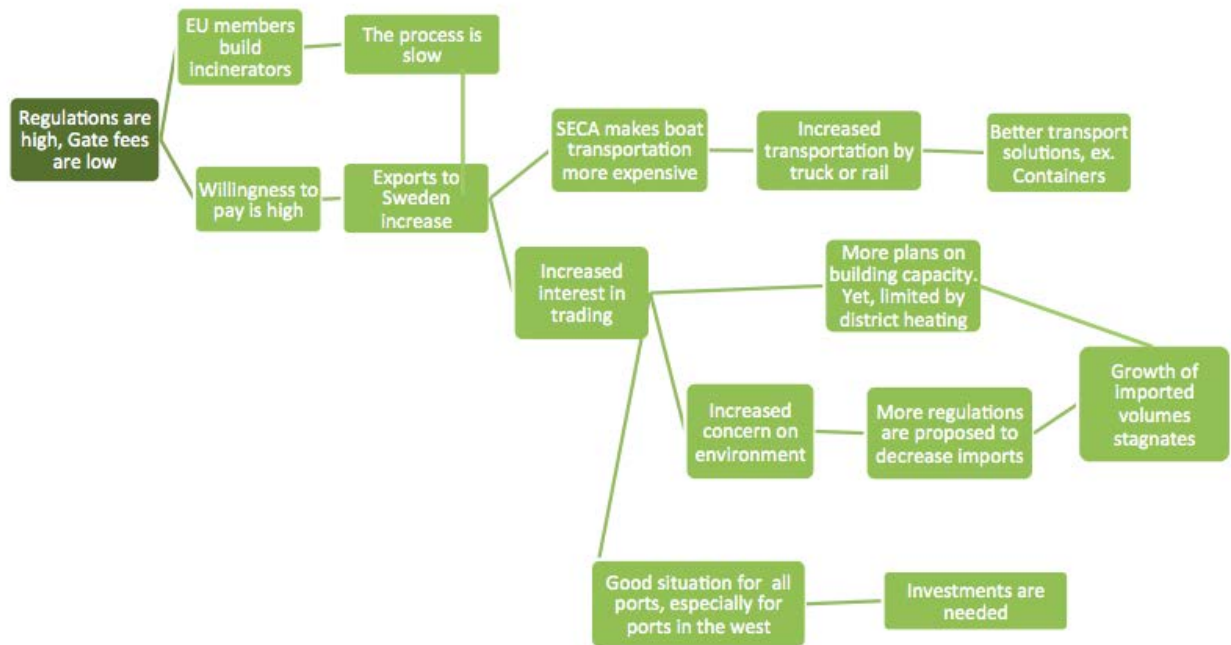 EU members
build
incinerators
The process is
slow
Regulations are
high, Gate fees
are low
Willingness to
pay is high
Exports to
Sweden
increase
SECA makes boat
transportation
more expensive
Increased
transportation by
truck or rail
Better transport
solutions, ex.
Containers
Increased
interest in
trading
More plans on
building capacity.
Yet, limited by
district heating
Increased
concern on
environment
More regulations
are proposed to
decrease imports
Growth of
imported
volumes
stagnates
Good situation for all
ports, especially for
ports in the west
Investments are
needed